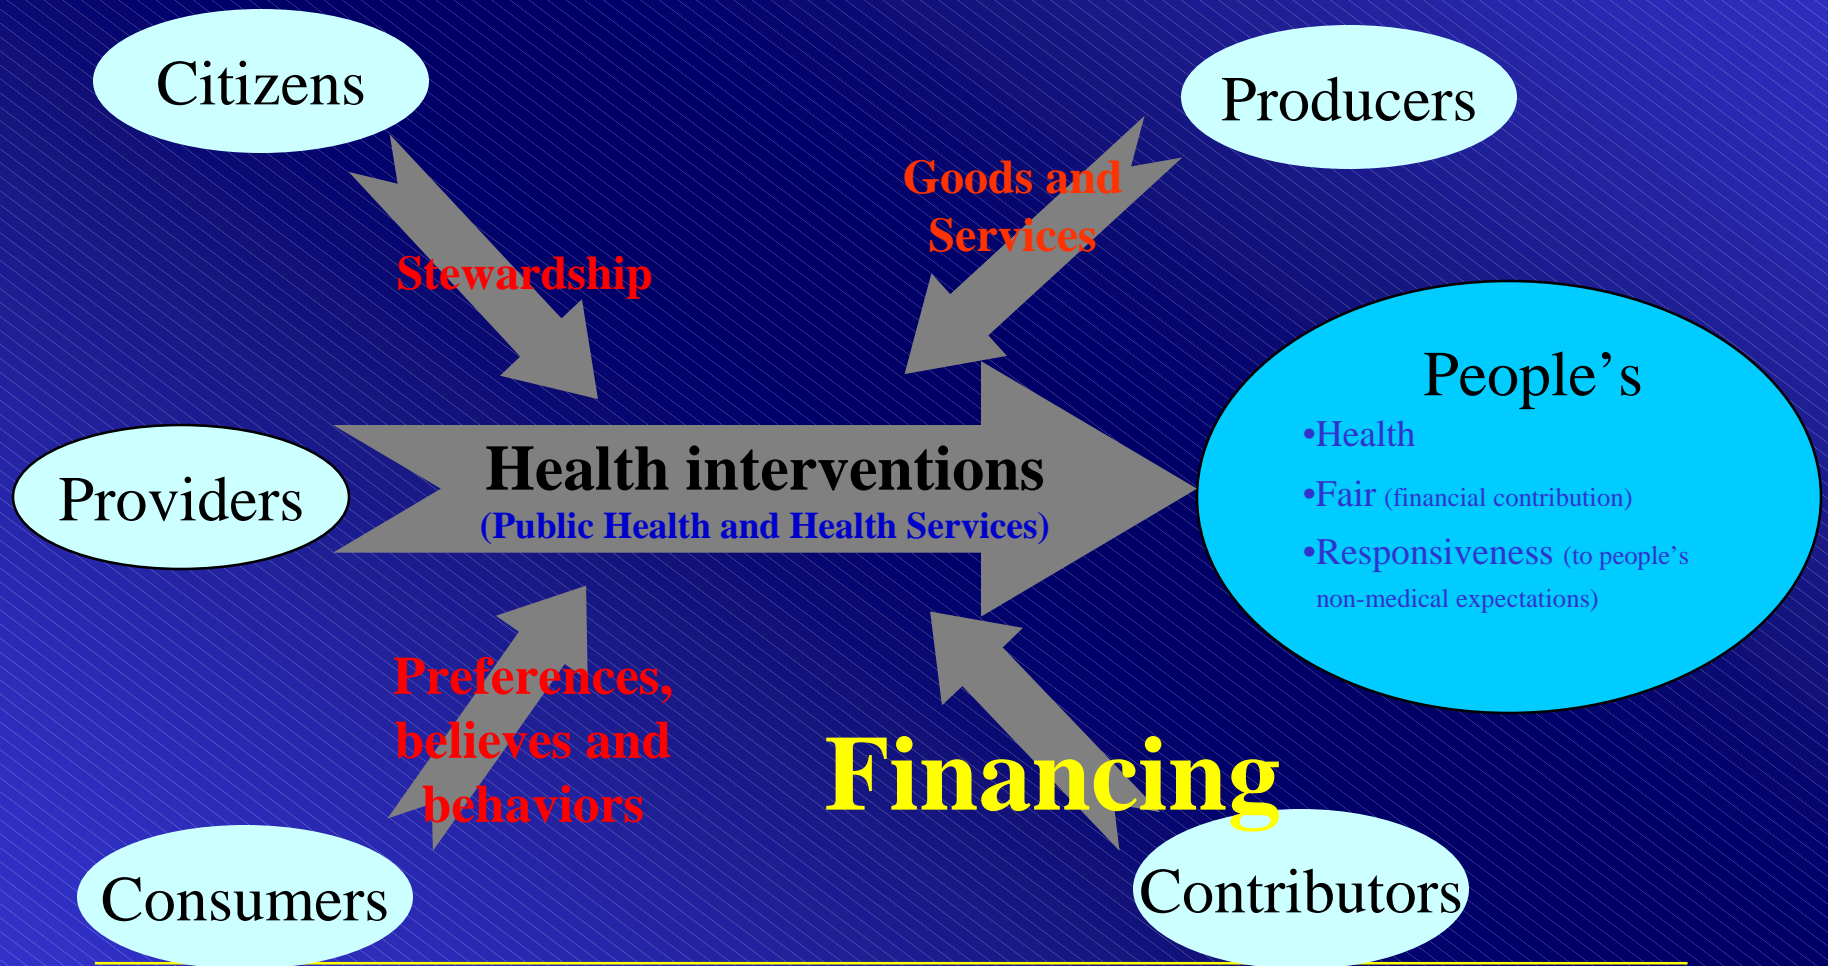 Citizens
Producers
Goods and
Services
Stewardship
People’s
•Health
•Fair (financial contribution)
•Responsiveness (to people’s
non-medical expectations)
Providers
Health interventions
(Public Health and Health Services)
Preferences,
believes and
behaviors
Financing
Consumers
Contributors